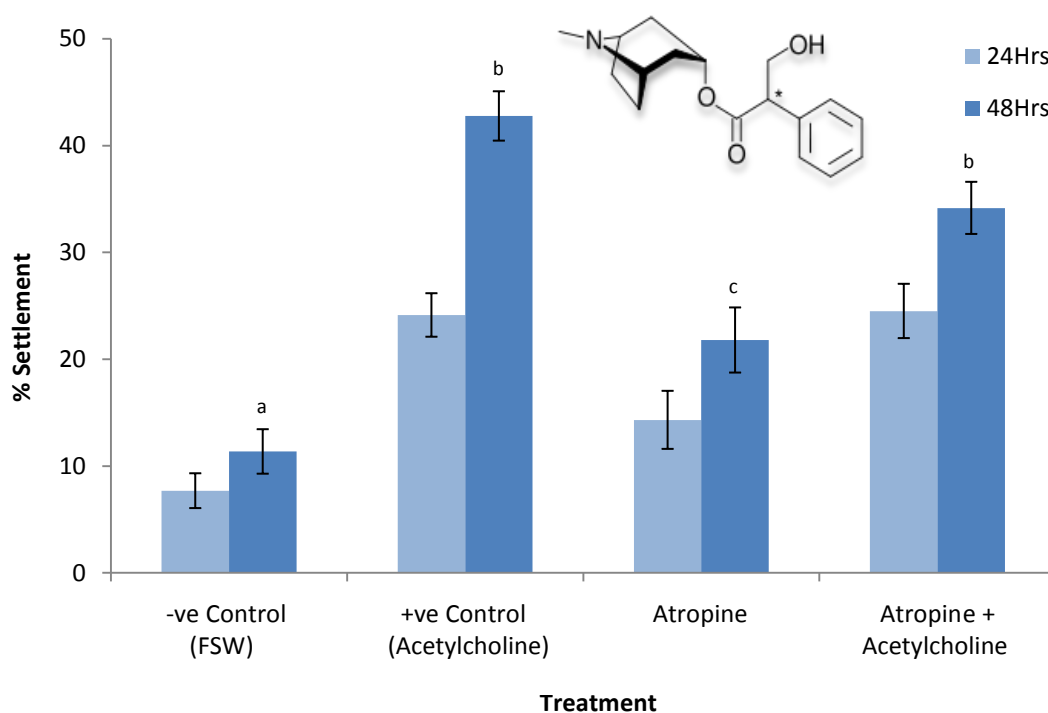 50
40
30
20
10
0
% Settlement
a
b
c
b
N
O
O
OH
*
24Hrs
48Hrs
-ve Control
(FSW)
+ve Control
(Acetylcholine)
Atropine
Atropine +
Acetylcholine
Treatment